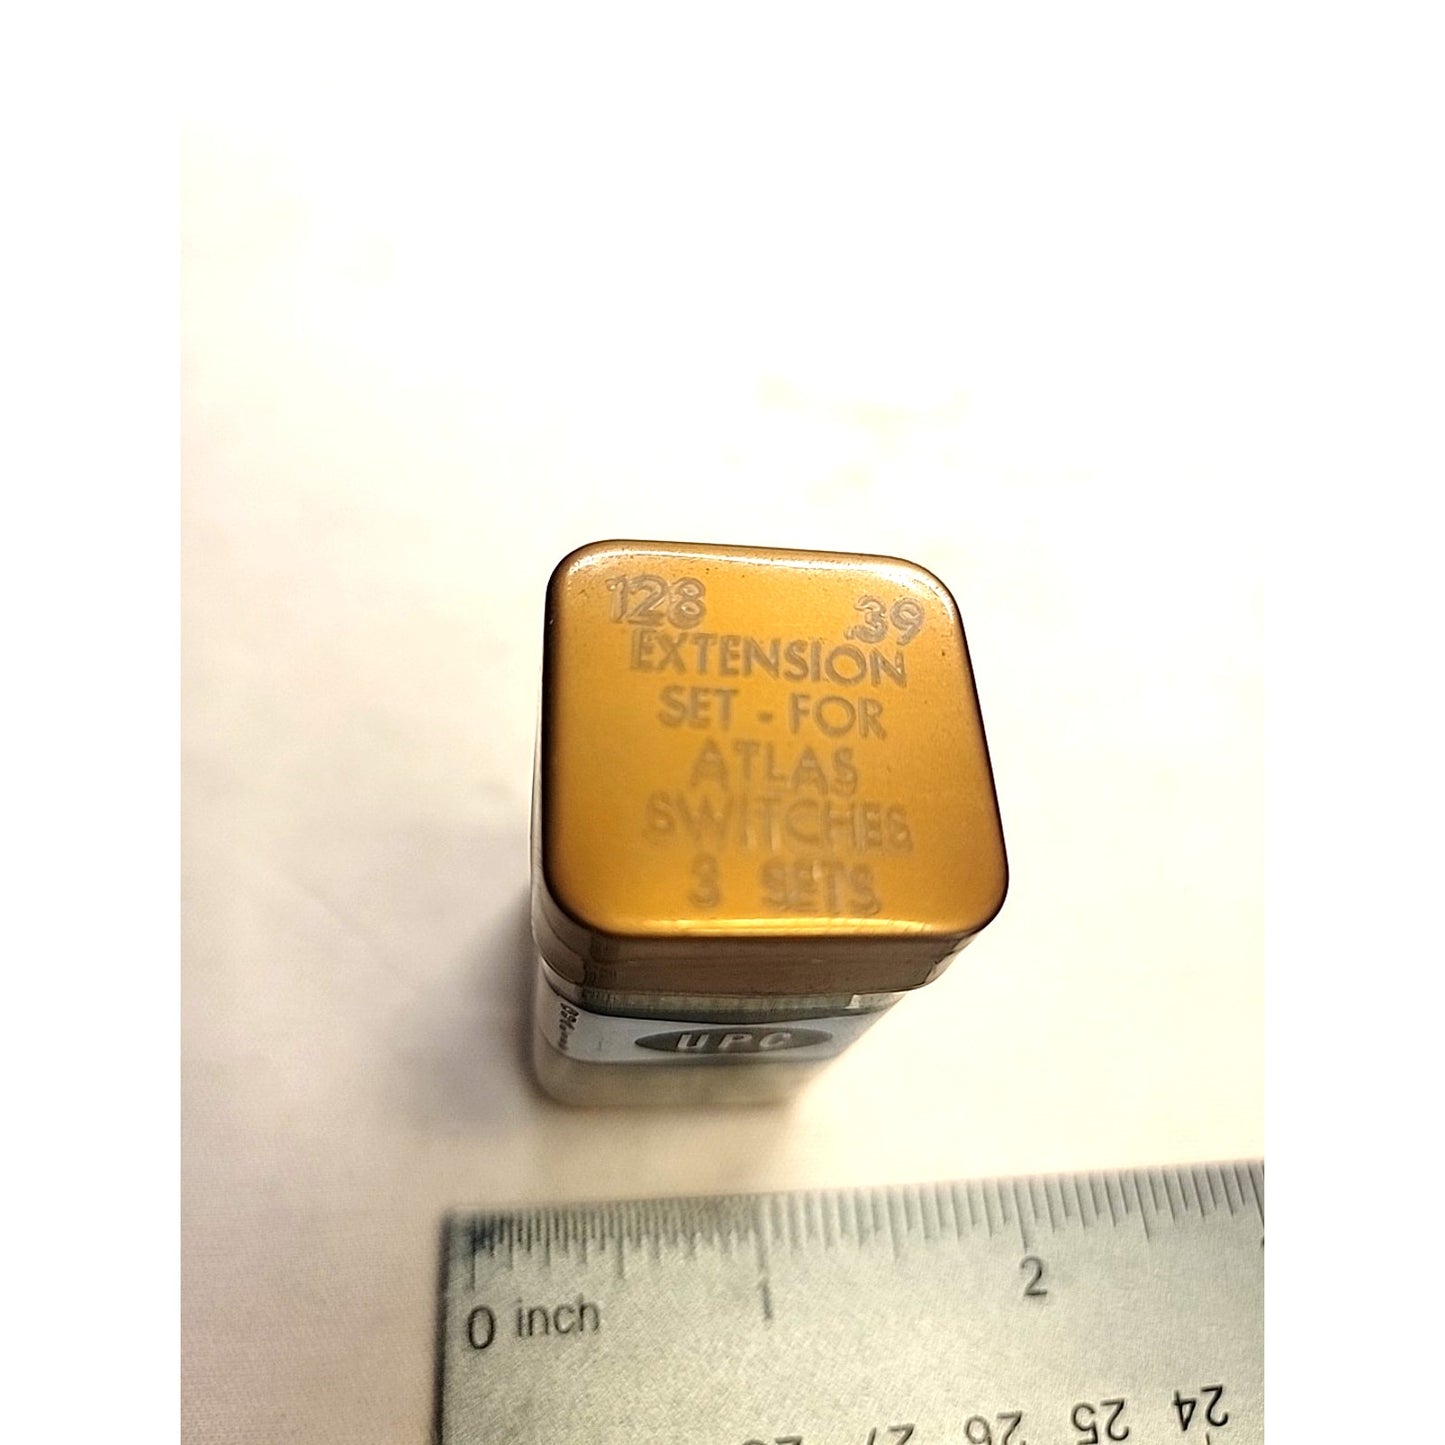 128 .39
EXTENSION
SET - FOR
ATLAS
SWITCHES
3 SETS
UPC
0 inch 1 2
27 26 25 24